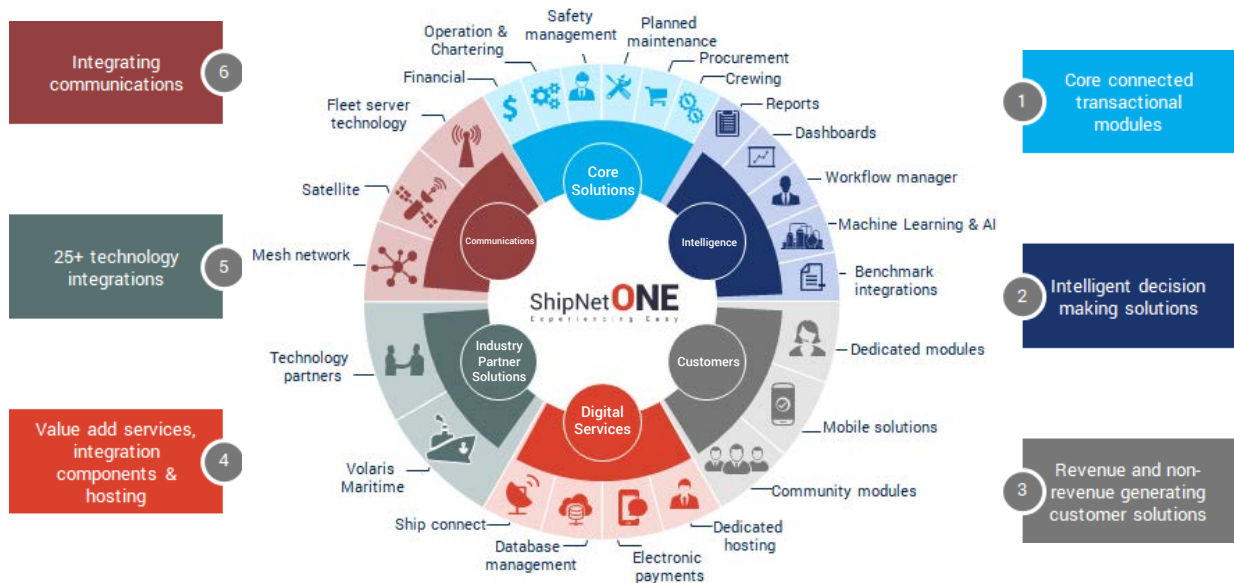 Integrating
communications
6
25+ technology
integrations
5
Value add services,
integration
components &
hosting
4
Operation &
Chartering
Safety
management
Planned
maintenance
Financial
Procurement
Crewing
Fleet server
technology
Reports
Dashboards
Satellite
Workflow manager
Mesh network
Machine Learning & AI
Benchmark
integrations
Core
Solutions
Communications
Intelligence
ShipNet ONE
Experiencing Easy
Industry
Partner
Solutions
Customers
Digital
Services
Technology
partners
Dedicated modules
Mobile solutions
Volaris
Maritime
Community modules
Ship connect
Dedicated
hosting
Database
management
Electronic
payments
1
Core connected
transactional
modules
2
Intelligent decision
making solutions
3
Revenue and non-
revenue generating
customer solutions